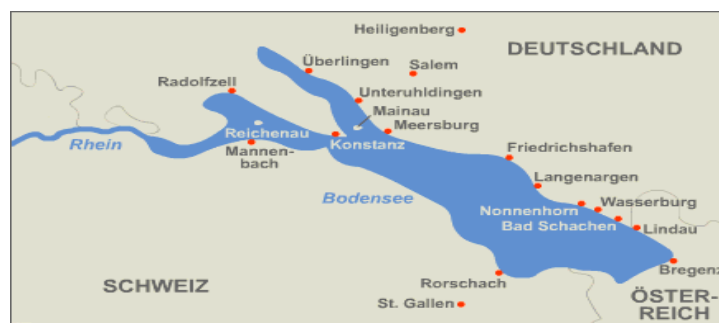 Heiligenberg
DEUTSCHLAND
Überlingen
Salem
Radolfzell
Unteruhldingen
Mainau
Meersburg
Reichenau
Konstanz
Rhein
Mannen-
bach
Friedrichshafen
Langenargen
Bodensee
Wasserburg
Nonnenhorn
Bad Schachen
Lindau
Bregenz
Rorschach
SCHWEIZ
St. Gallen
ÖSTER-
REICH